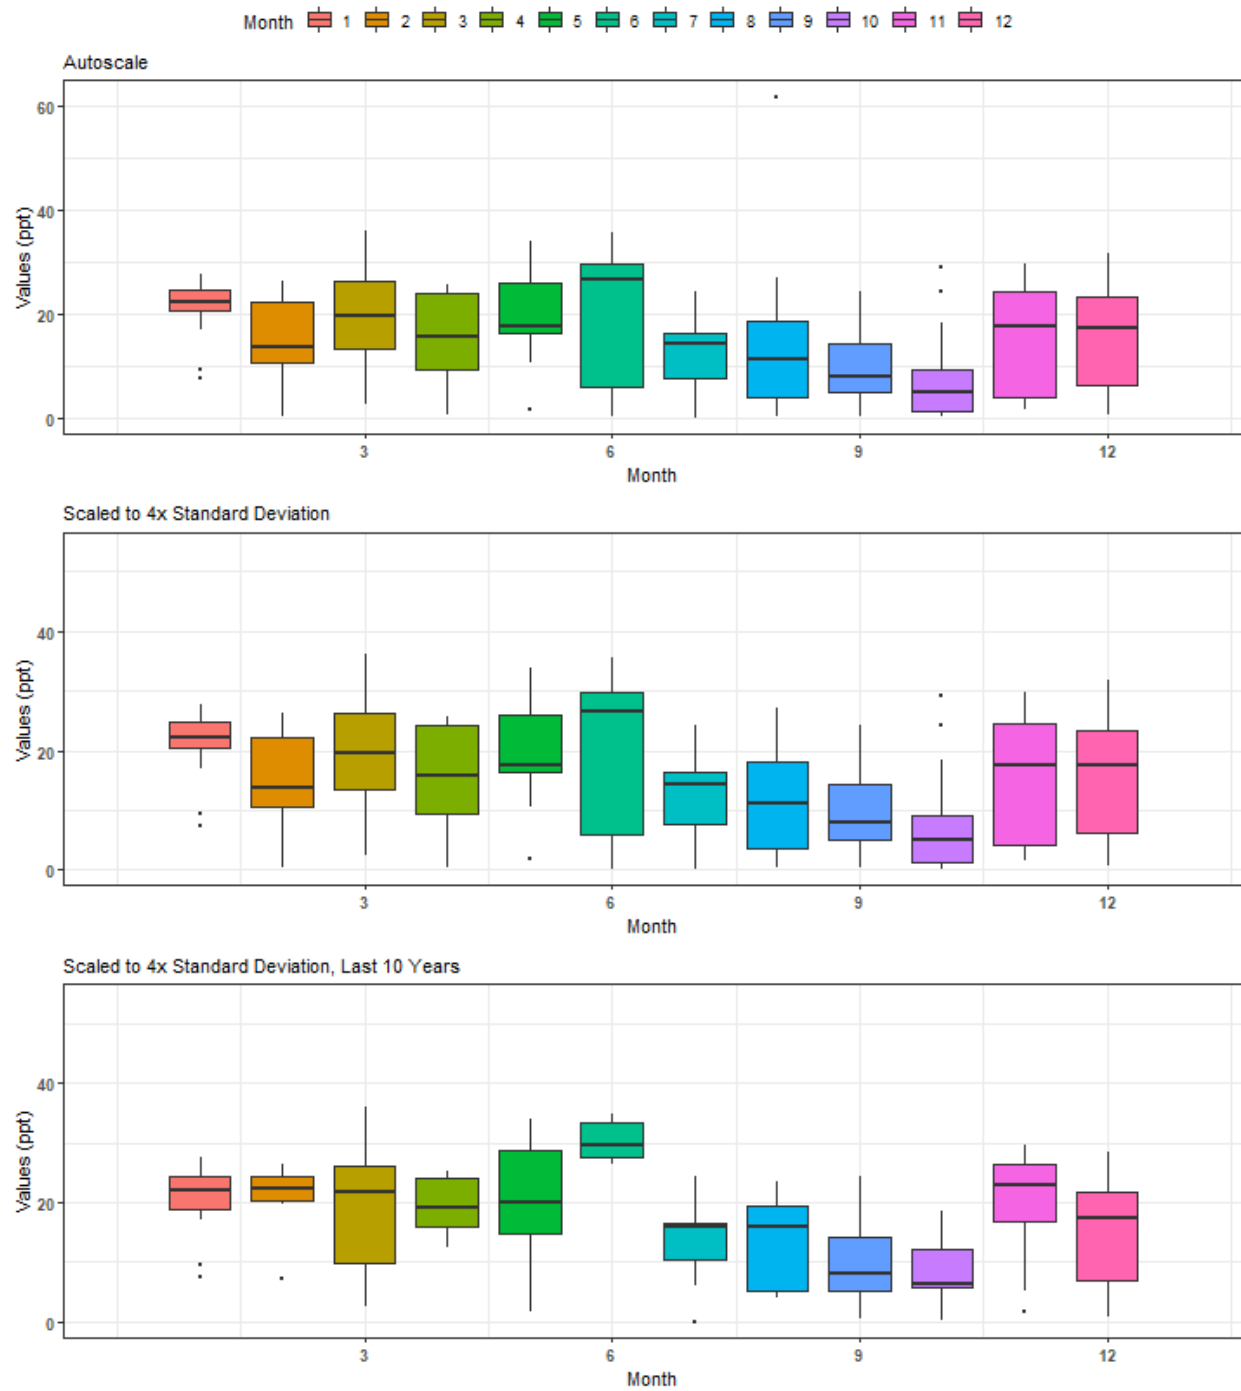 Month 1 2 3 4 5 6 7 8 9 10 11 12
Autoscale
Values (ppt)
60
40
20
0
3 6 9 12
Month
Scaled to 4x Standard Deviation
Values (ppt)
40
20
0
3 6 9 12
Month
Scaled to 4x Standard Deviation, Last 10 Years
Values (ppt)
40
20
0
3 6 9 12
Month